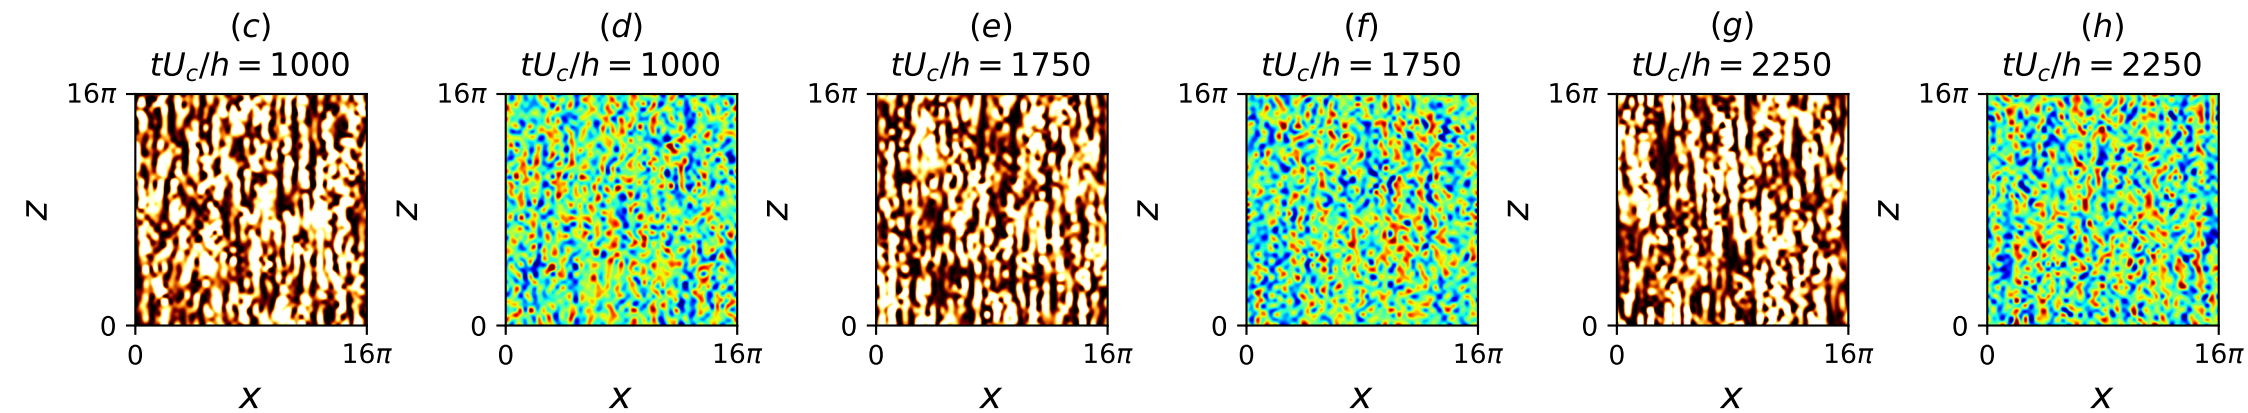 (c)
tU_c/h = 1000
16π
z
0
0
16π
x
(d)
tU_c/h = 1000
16π
z
0
0
16π
x
(e)
tU_c/h = 1750
16π
z
0
0
16π
x
(f)
tU_c/h = 1750
16π
z
0
0
16π
x
(g)
tU_c/h = 2250
16π
z
0
0
16π
x
(h)
tU_c/h = 2250
16π
z
0
0
16π
x